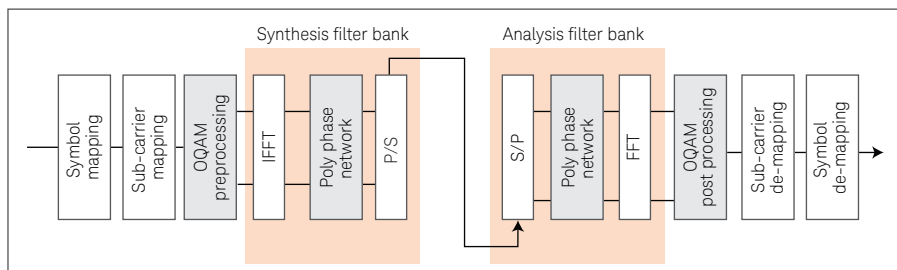 Synthesis filter bank
Analysis filter bank
Symbol
mapping
Sub-carrier
mapping
OQAM
preprocessing
IFFT
Poly phase
network
P/S
S/P
Poly phase
network
FFT
OQAM
post processing
Sub-carrier
de-mapping
Symbol
de-mapping